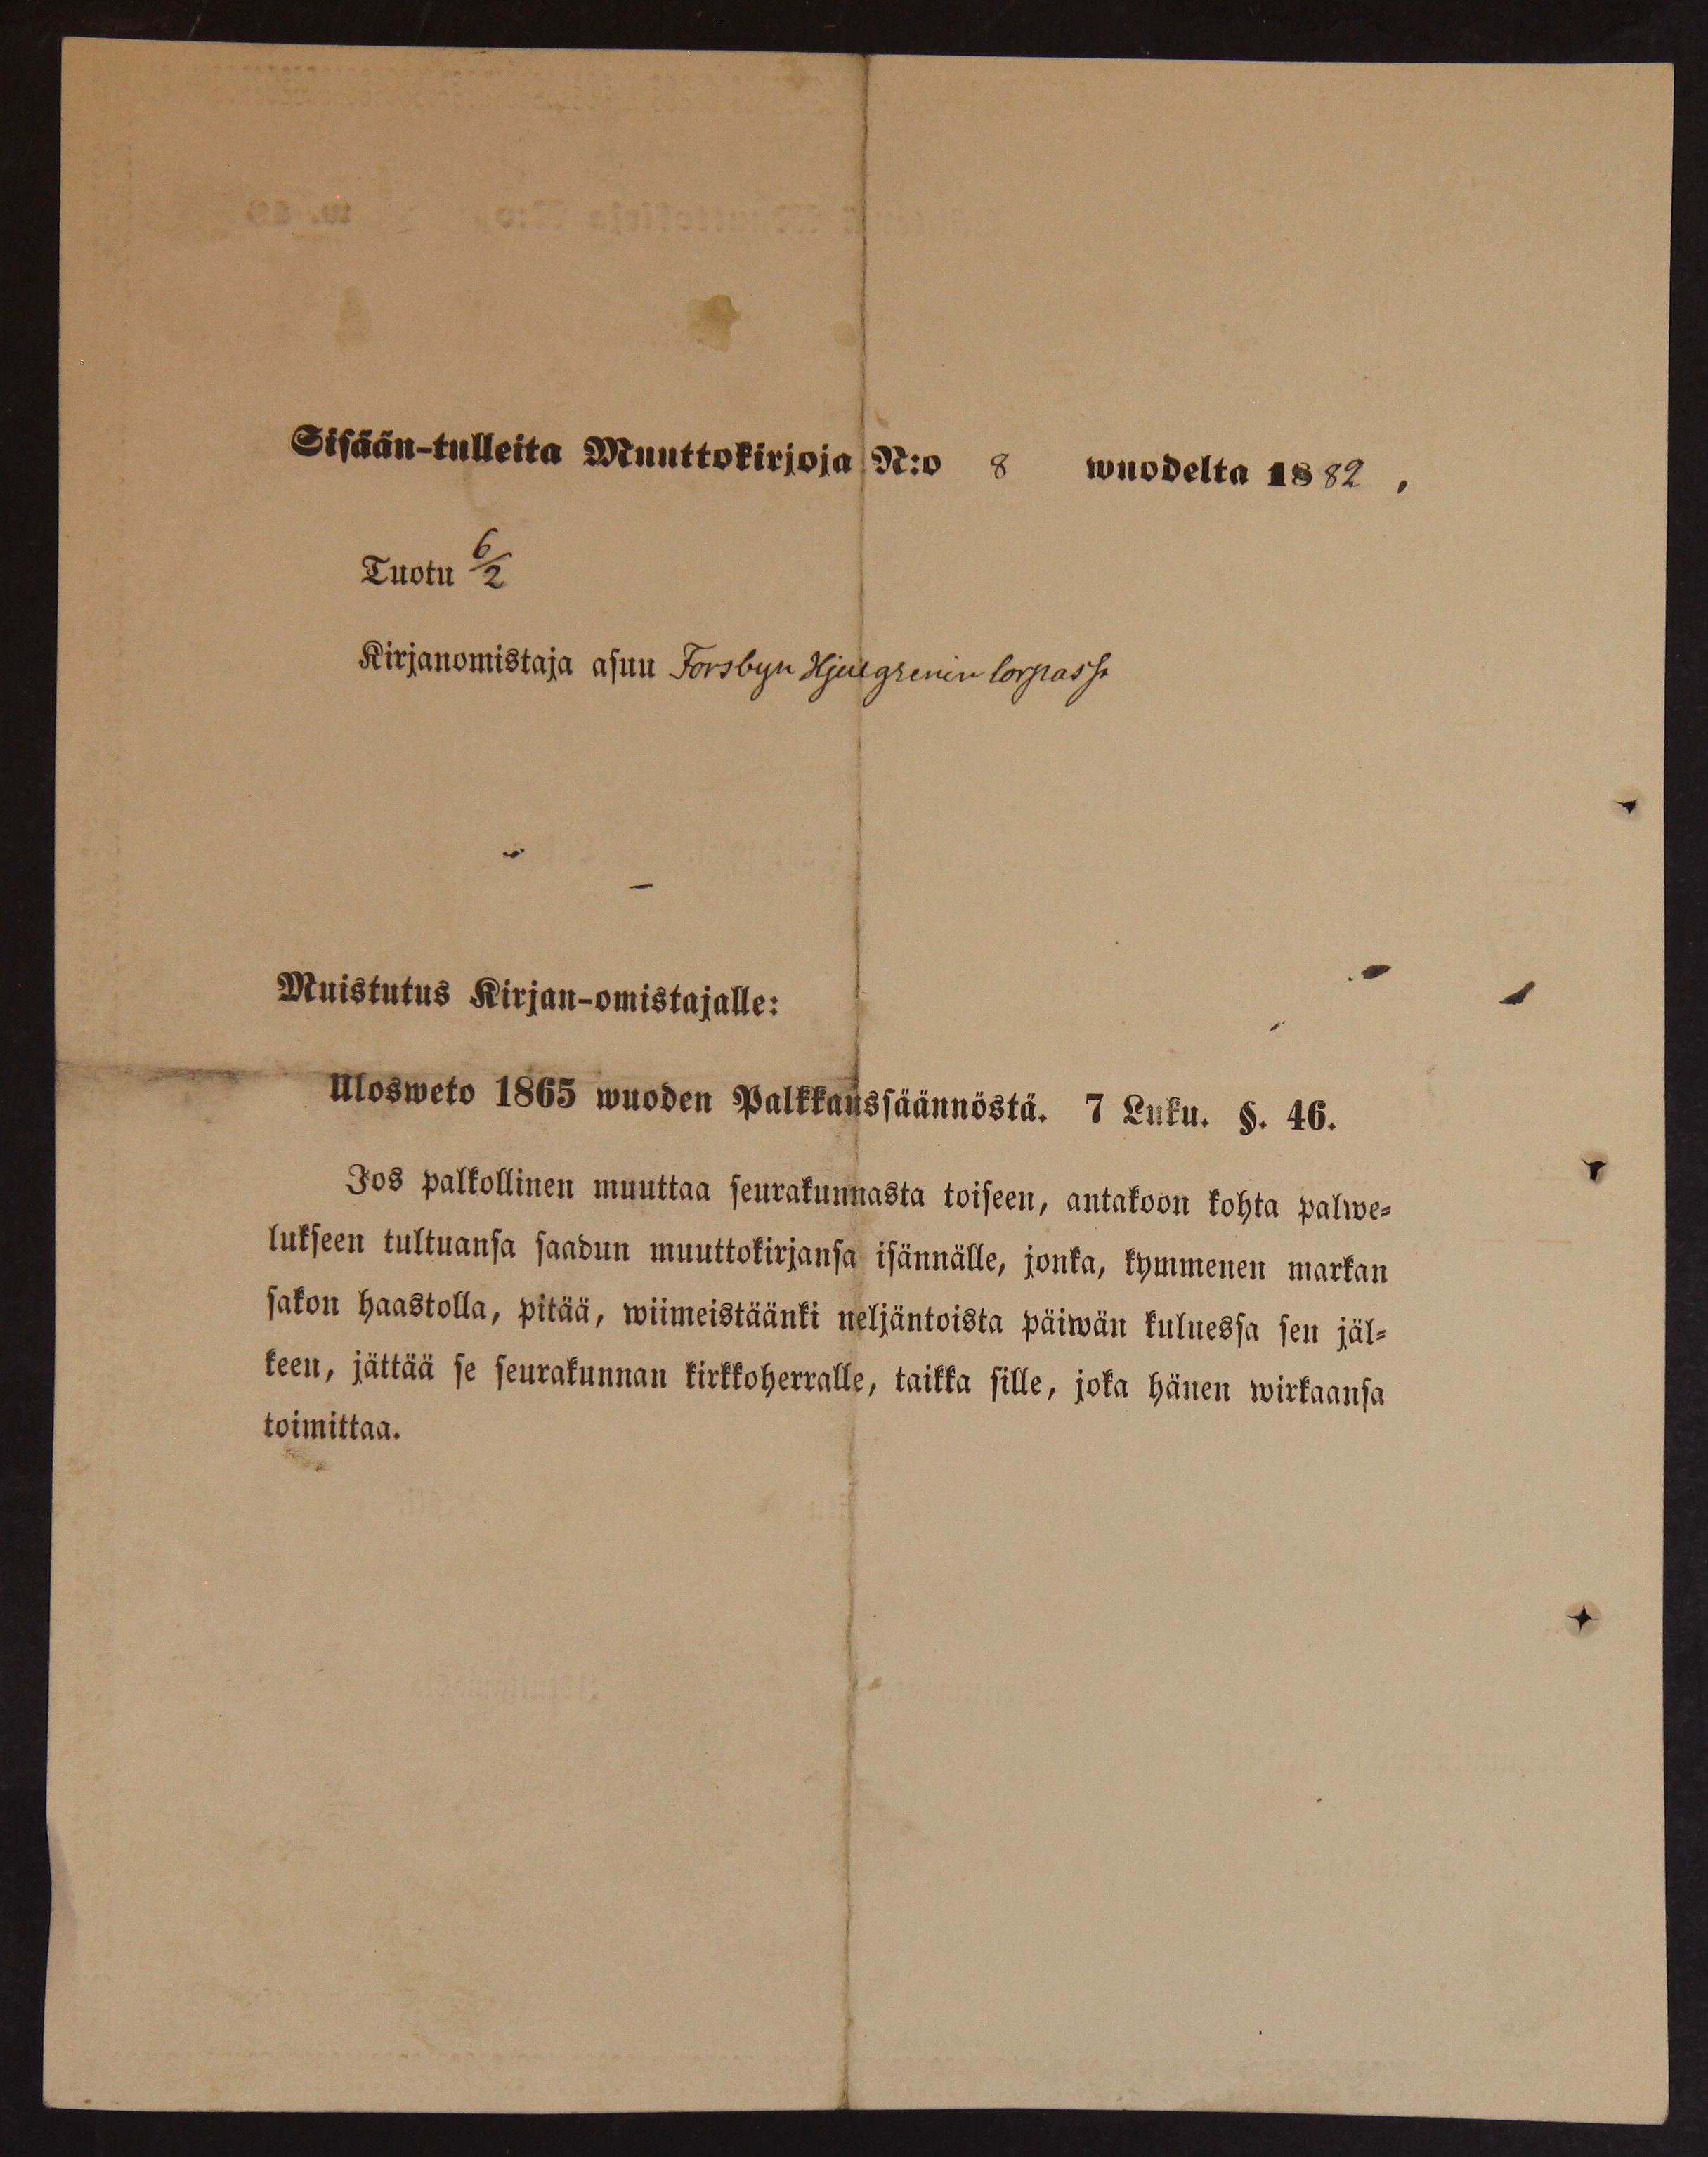 Sisään-tulleita Muuttokirjoja N:o 8 wuodelta 1882,
Tuotu 6/2
Kirjanomistaja asuu Forsbyn torpassa
Muistutus Kirjan-omistajalle:
Ulosweto 1865 wuoden Palkkaussäännöstä. 7 Luku. §. 46.
Jos palkollinen muuttaa seurakunnasta toiseen, antakoon kohta palwe-
lukseen tultuansa saadun muuttokirjansa isännälle, jonka, kymmenen markan
sakon haastolla, pitää, wiimeistäänki neljäntoista päiwän kuluessa sen jäl-
keen, jättää se seurakunnan kirkkoherralle, taikka sille, joka hänen wirkaansa
toimittaa.